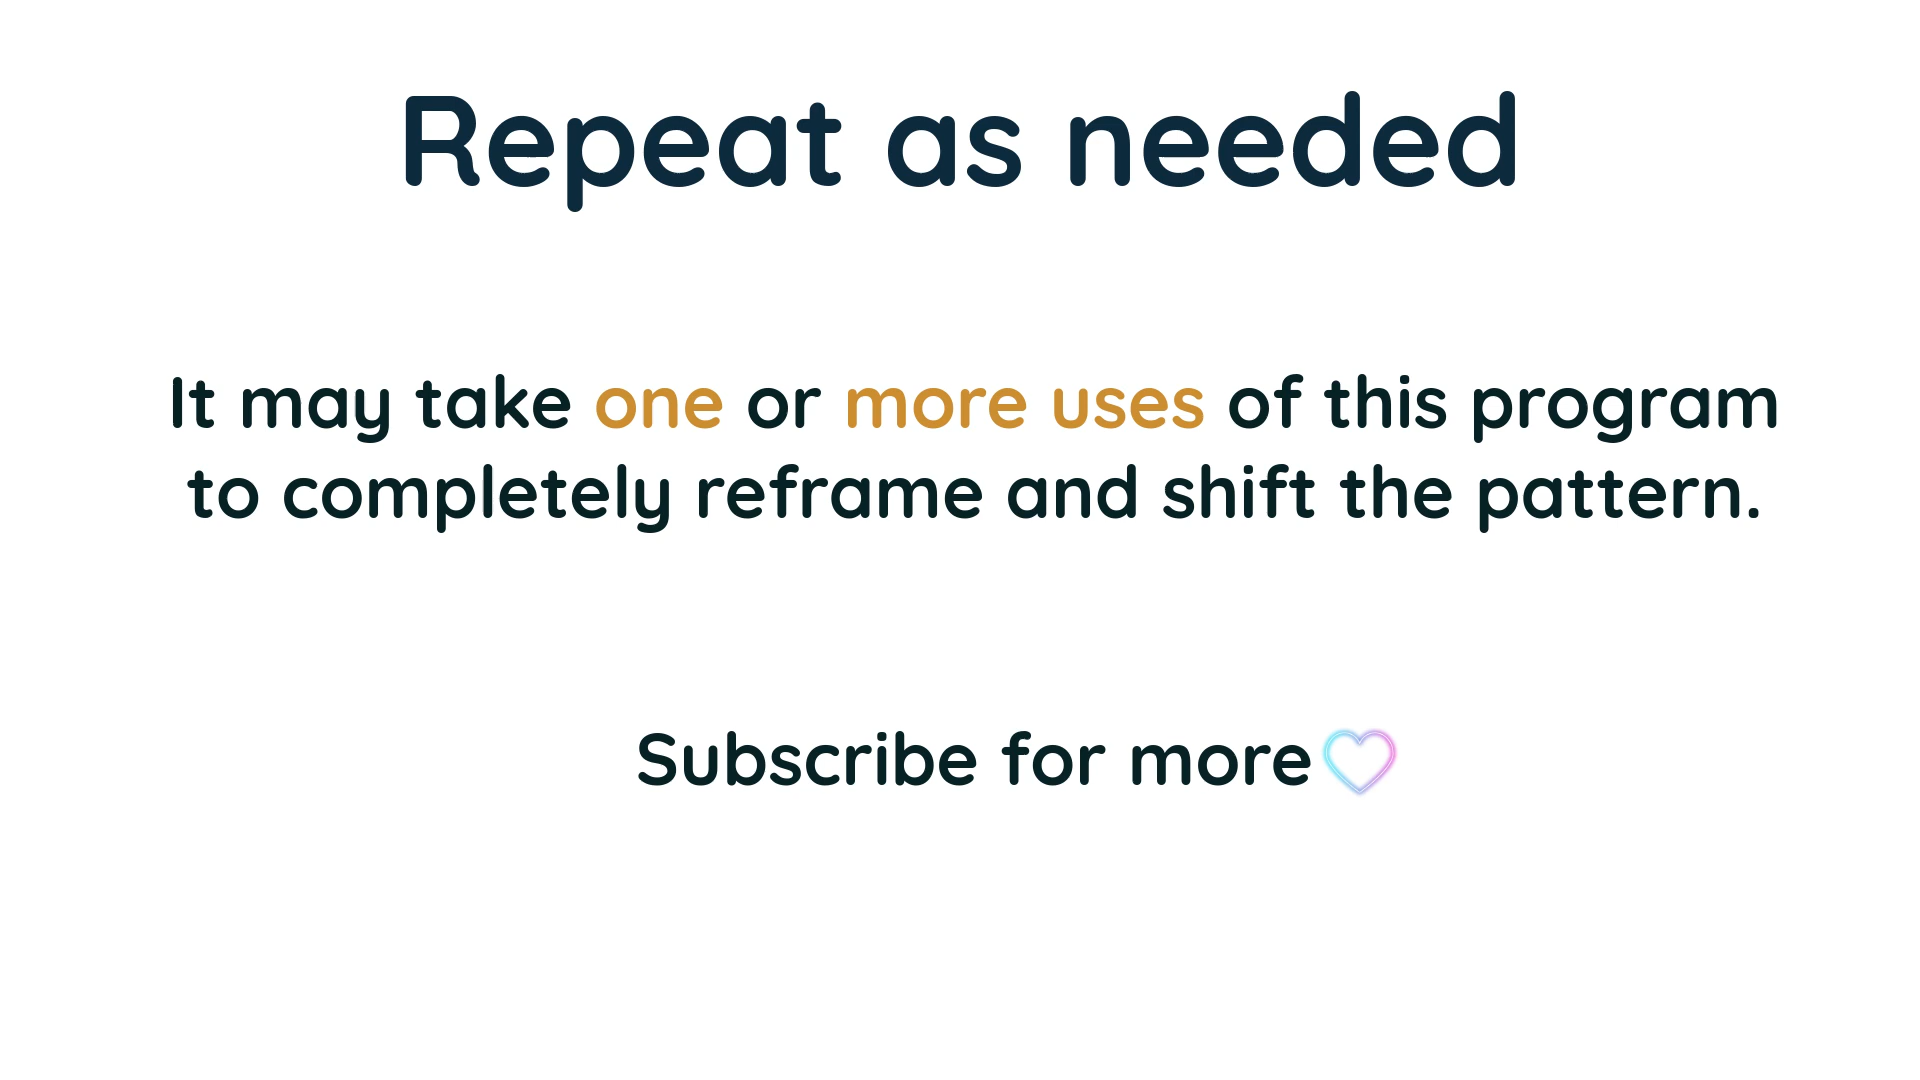 Repeat as needed
It may take one or more uses of this program
to completely reframe and shift the pattern.
Subscribe for more